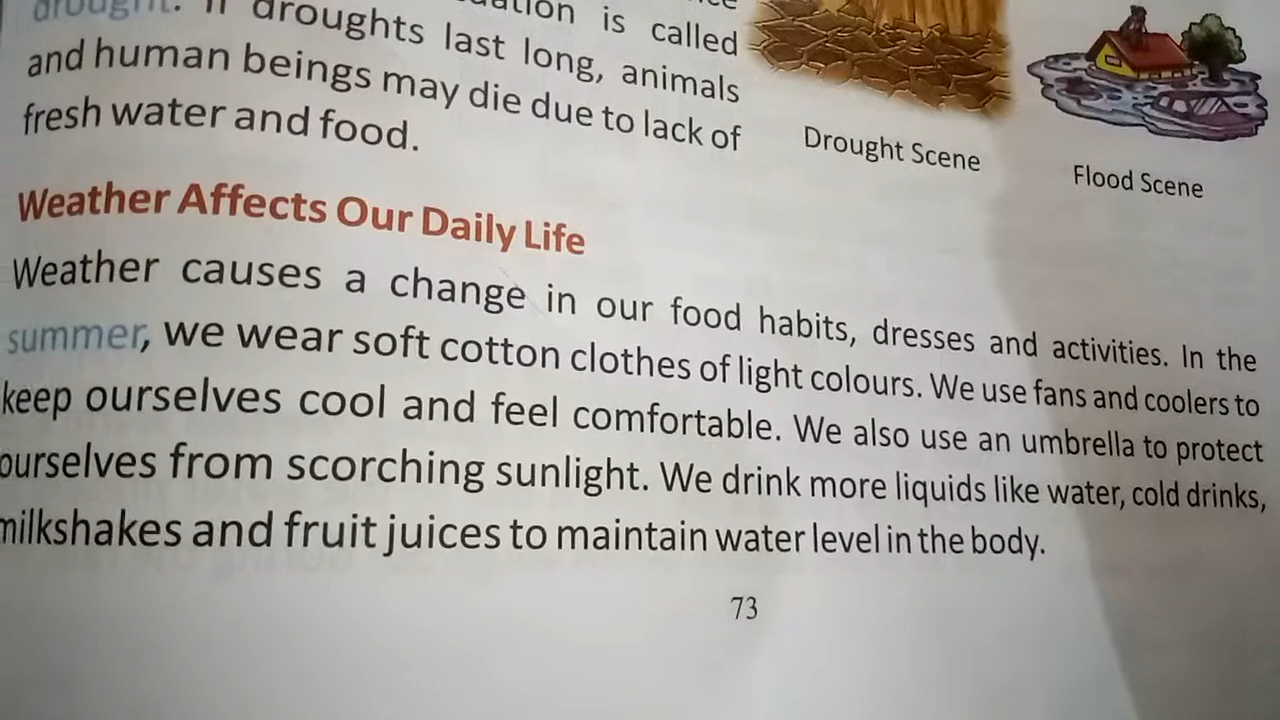 drought. If droughts last long, animals
is called
and human beings may die due to lack of
fresh water and food.
Drought Scene
Flood Scene
Weather Affects Our Daily Life
Weather causes a change in our food habits, dresses and activities. In the
summer, we wear soft cotton clothes of light colours. We use fans and coolers to
keep ourselves cool and feel comfortable. We also use an umbrella to protect
ourselves from scorching sunlight. We drink more liquids like water, cold drinks,
milkshakes and fruit juices to maintain water level in the body.
73